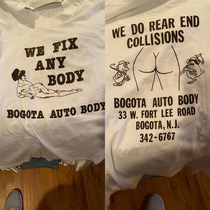 WE FIX
ANY
BODY
BOGOTA AUTO BODY
WE DO REAR END
COLLISIONS
BOGOTA AUTO BODY
33 W. FORT LEE ROAD
BOGOTA, N.J.
342-6767